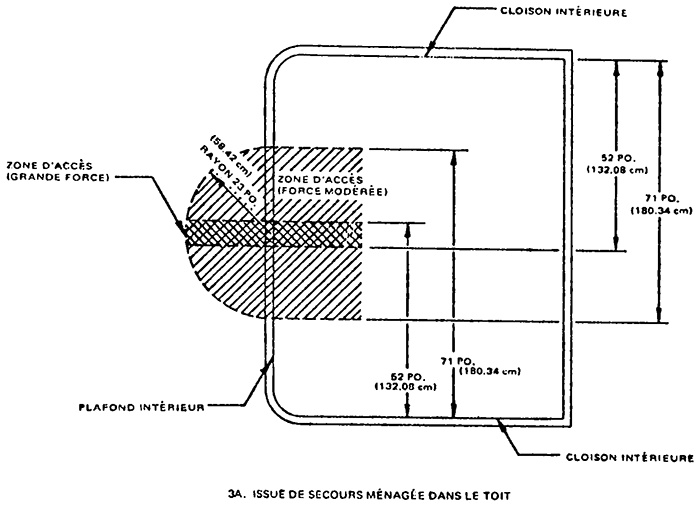 CLOISON INTÉRIEURE
ZONE D'ACCÈS
(GRANDE FORCE)
(58.42 cm)
RAYON 23 PO.
ZONE D'ACCÈS
(FORCE MODÉRÉE)
52 PO.
(132.08 cm)
71 PO.
(180.34 cm)
71 PO.
(180.34 cm)
52 PO.
(132.08 cm)
PLAFOND INTÉRIEUR
CLOISON INTÉRIEURE
3A. ISSUE DE SECOURS MÉNAGÉE DANS LE TOIT